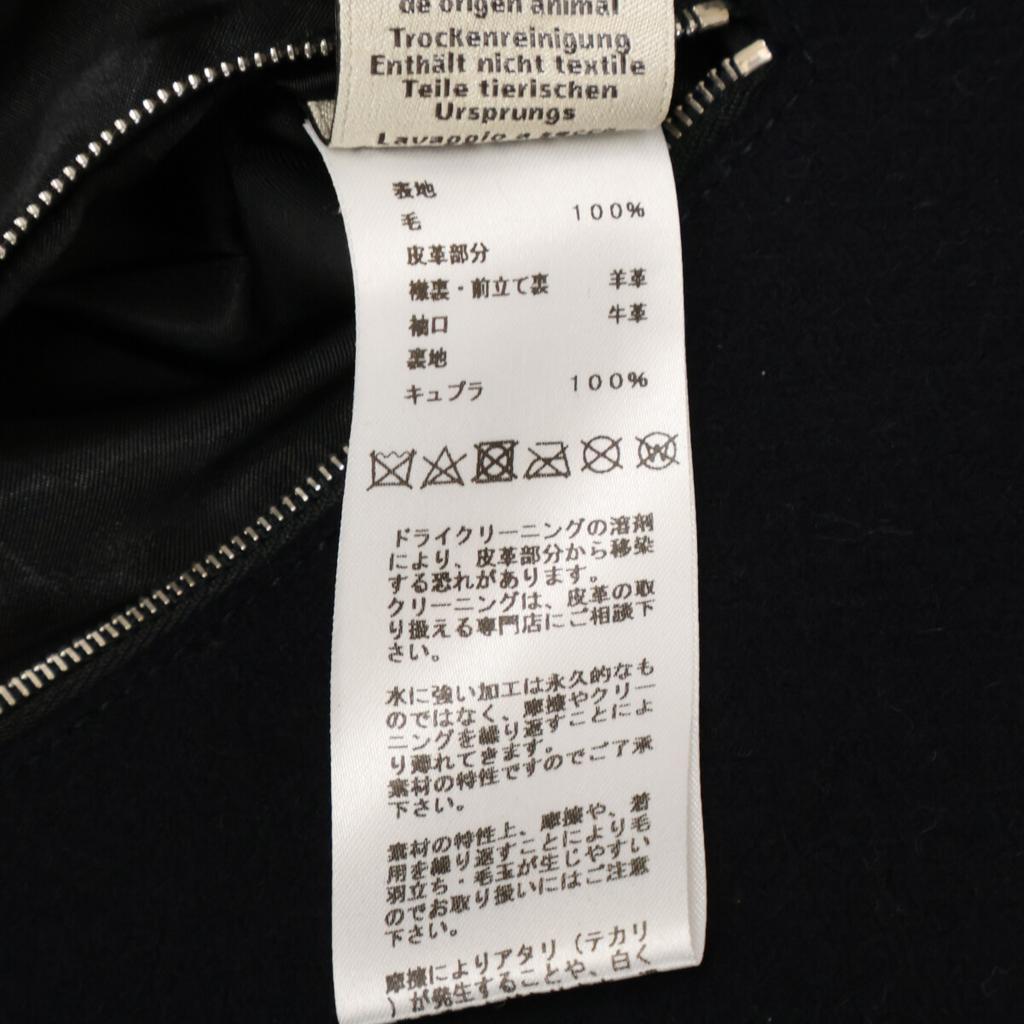 de origen animal
Trockenreinigung
Enthält nicht textile
Teile tierischen
Ursprungs
Lavaggio a secco
表地
毛 100%
皮革部分
襟裏・前立て裏 羊革
袖口 牛革
裏地
キュプラ 100%
ドライクリーニングの溶剤
により、皮革部分から移染
する恐れがあります。
クリーニングは、皮革の取
り扱える専門店にご相談下
さい。
水に強い加工は永久的なも
のではなく、摩擦やクリー
ニングを繰り返すことによ
り薄れてきます。
素材の特性ですのでご了承
下さい。
素材の特性上、摩擦や、着
用を繰り返すことにより毛
羽立ち・毛玉が生じやすい
のでお取り扱いにはご注意
下さい。
摩擦によりアタリ（テカリ
）が発生することや、白く